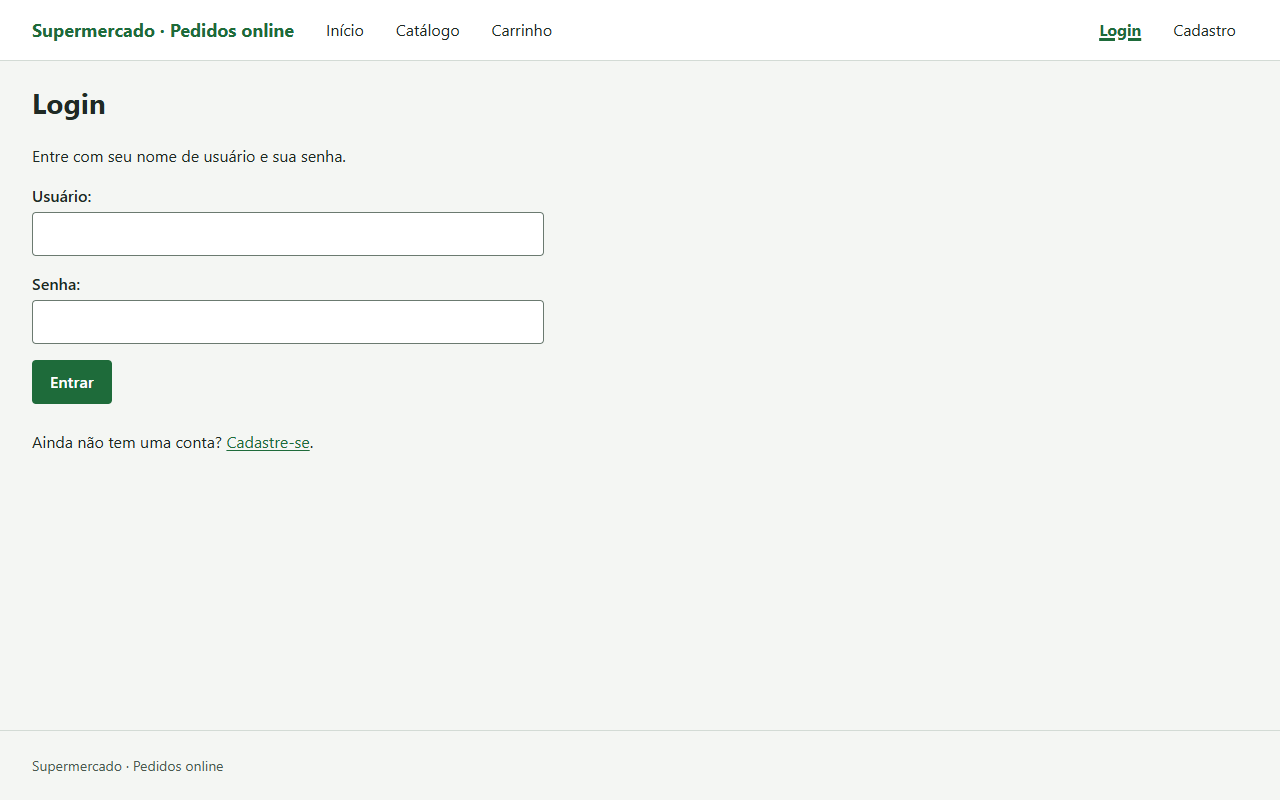 Supermercado · Pedidos online Início Catálogo Carrinho Login Cadastro
Login
Entre com seu nome de usuário e sua senha.
Usuário:
Senha:
Entrar
Ainda não tem uma conta? Cadastre-se.
Supermercado · Pedidos online